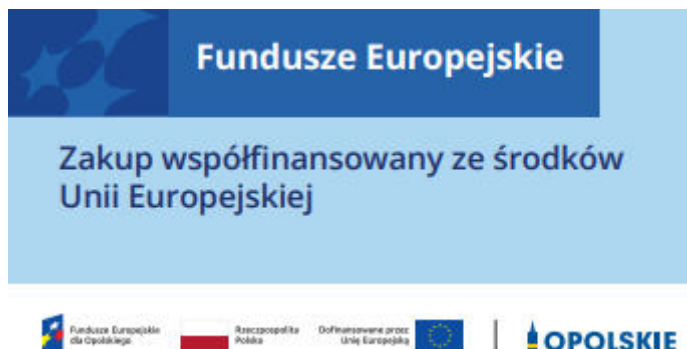 Fundusze Europejskie
Zakup współfinansowany ze środków
Unii Europejskiej
Fundusze Europejskie
dla Opolskiego
Rzeczpospolita
Polska
Dofinansowane przez
Unię Europejską
OPOLSKIE